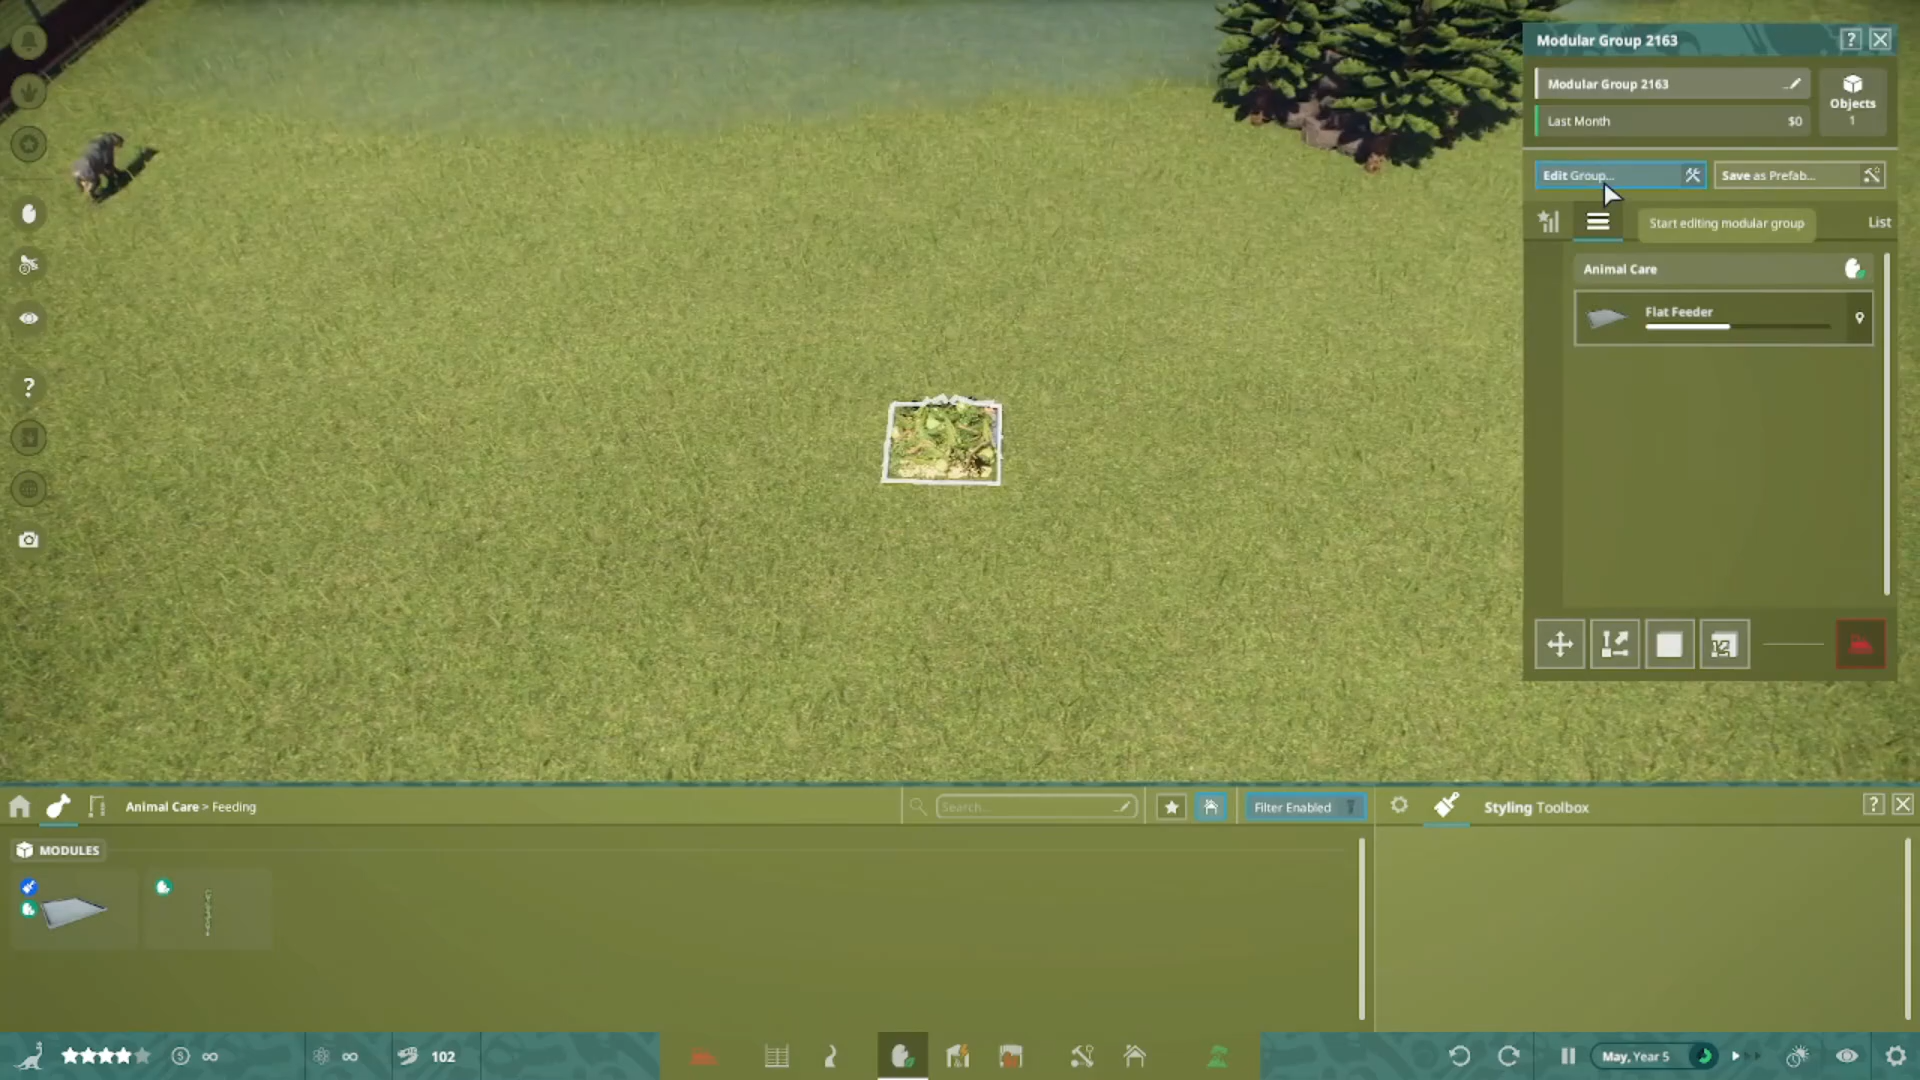 Modular Group 2163
?
Modular Group 2163
Last Month $0
Objects
1
Edit Group...
Save as Prefab...
Start editing modular group
List
Animal Care
Flat Feeder
?
Animal Care > Feeding
Search...
Filter Enabled
Styling Toolbox
?
MODULES
∞
∞
102
May, Year 5